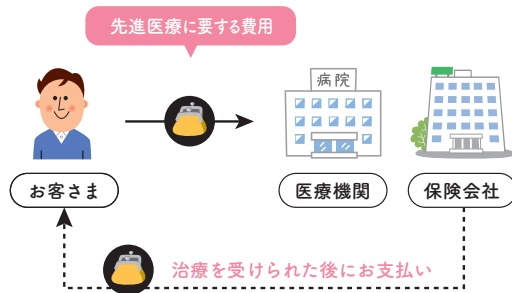 先進医療に要する費用
病院
お客さま
医療機関
保険会社
治療を受けられた後にお支払い